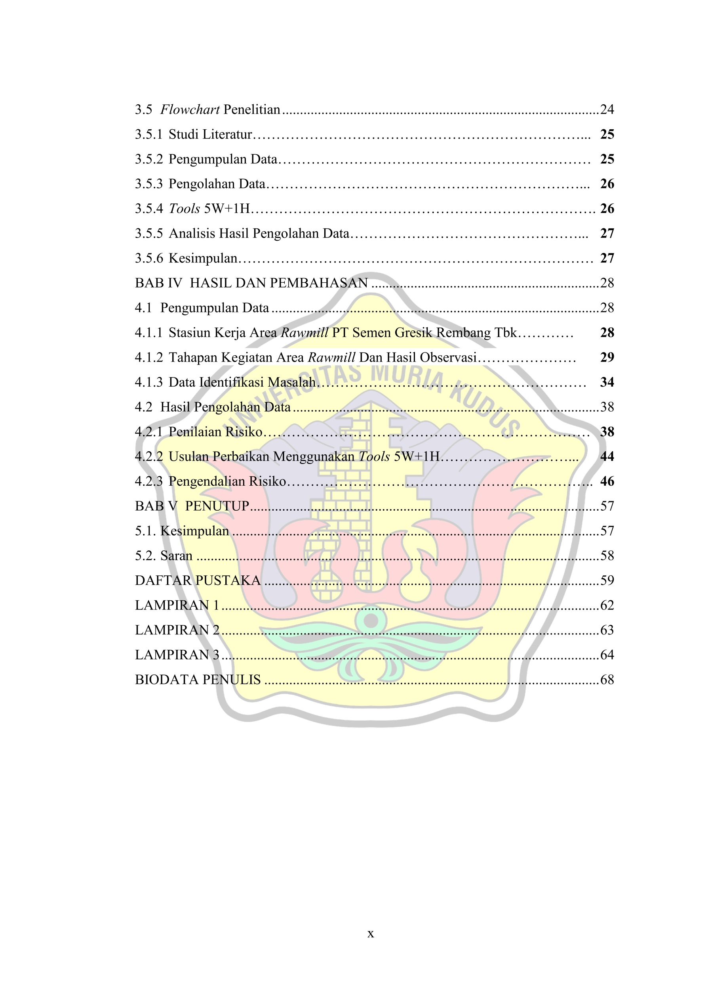 3.5 Flowchart Penelitian........................................................................................24
3.5.1 Studi Literatur……………………………………………………………... 25
3.5.2 Pengumpulan Data………………………………………………………… 25
3.5.3 Pengolahan Data…………………………………………………………... 26
3.5.4 Tools 5W+1H……………………………………………………………… 26
3.5.5 Analisis Hasil Pengolahan Data…………………………………………... 27
3.5.6 Kesimpulan………………………………………………………………… 27
BAB IV HASIL DAN PEMBAHASAN ................................................................28
4.1 Pengumpulan Data ...........................................................................................28
4.1.1 Stasiun Kerja Area Rawmill PT Semen Gresik Rembang Tbk………… 28
4.1.2 Tahapan Kegiatan Area Rawmill Dan Hasil Observasi………………… 29
UNIVERSITAS MURIA KUDUS
4.1.3 Data Identifikasi Masalah………………………………………………… 34
4.2 Hasil Pengolahan Data .....................................................................................38
4.2.1 Penilaian Risiko…………………………………………………………… 38
4.2.2 Usulan Perbaikan Menggunakan Tools 5W+1H………………………... 44
4.2.3 Pengendalian Risiko………………………………………………………. 46
BAB V PENUTUP.................................................................................................57
5.1. Kesimpulan ......................................................................................................57
5.2. Saran ................................................................................................................58
DAFTAR PUSTAKA .............................................................................................59
LAMPIRAN 1.........................................................................................................62
LAMPIRAN 2.........................................................................................................63
LAMPIRAN 3.........................................................................................................64
BIODATA PENULIS .............................................................................................68
x